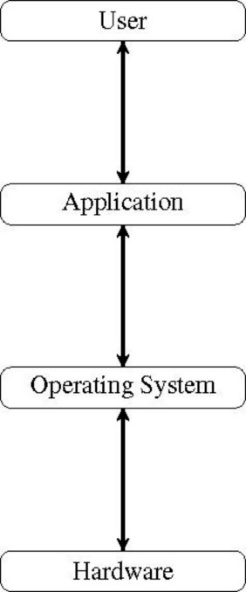 User
Application
Operating System
Hardware